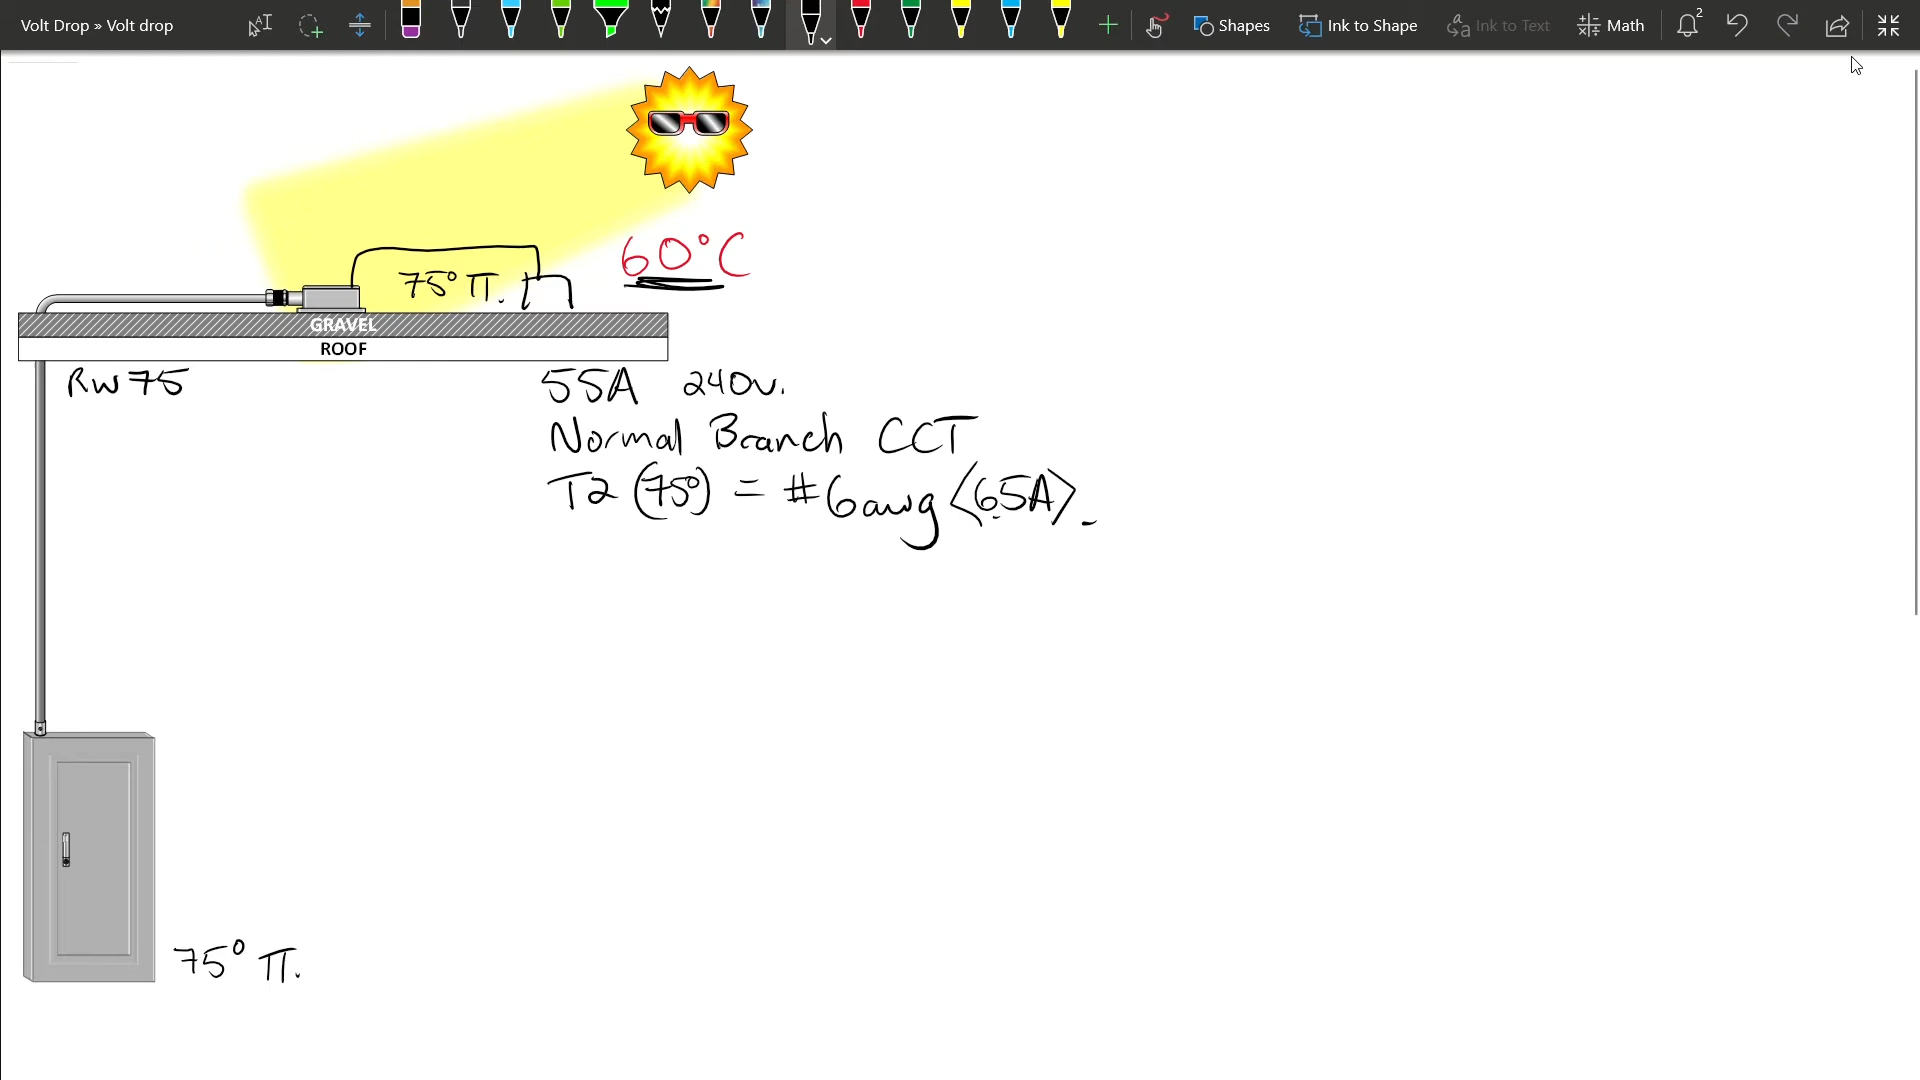 Volt Drop » Volt drop
Shapes
Ink to Shape
Ink to Text
Math
2
60°C
75° TT.
GRAVEL
ROOF
RW75
55A 240v.
Normal Branch CCT
T2 (75°) = #6awg <65A>.
75° TT.